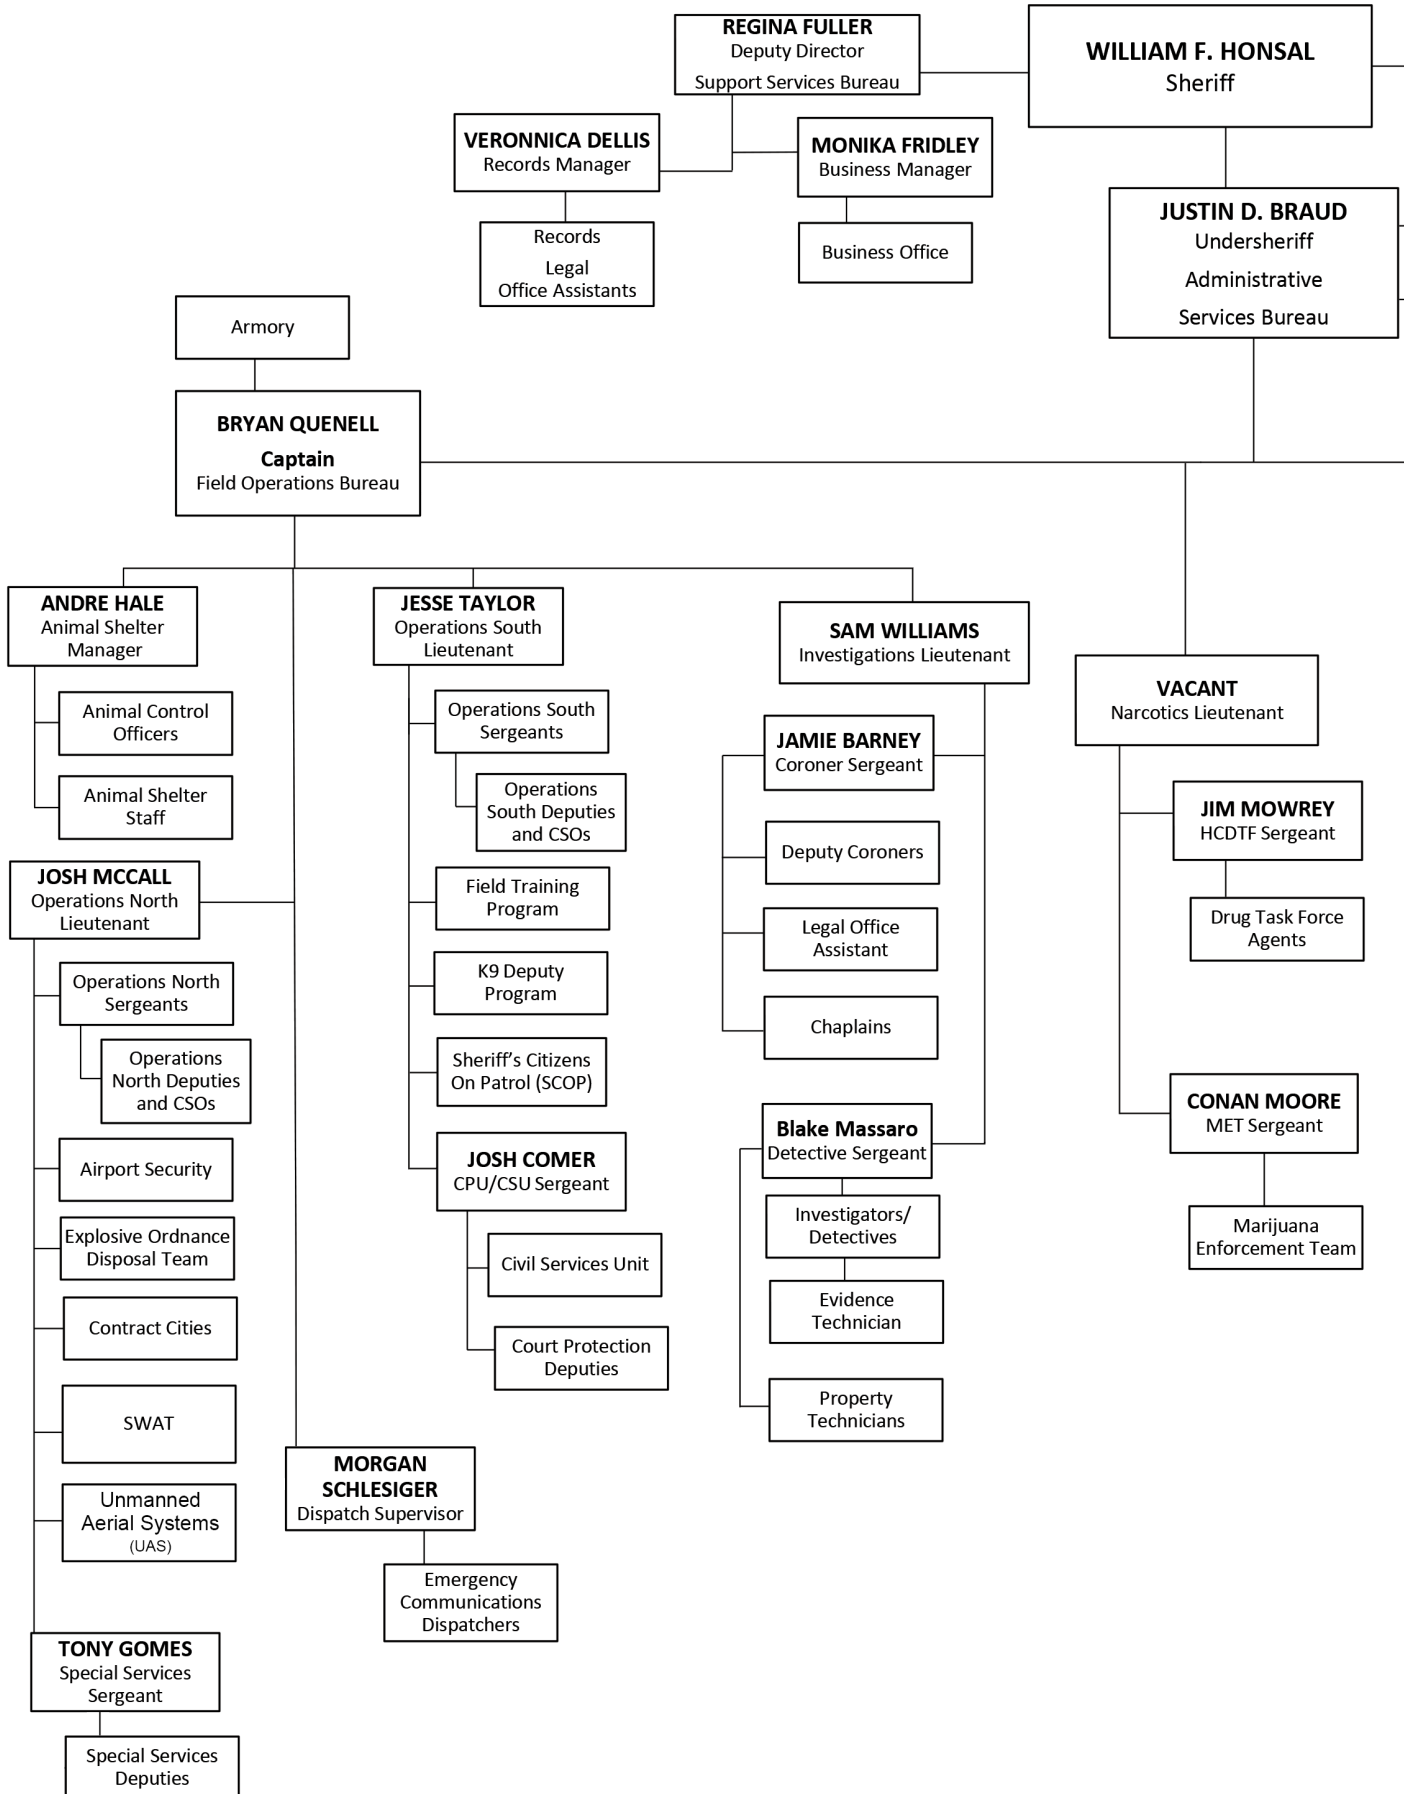 REGINA FULLER
Deputy Director
Support Services Bureau
WILLIAM F. HONSAL
Sheriff
VERONNICA DELLIS
Records Manager
MONIKA FRIDLEY
Business Manager
Records
Legal
Office Assistants
Business Office
JUSTIN D. BRAUD
Undersheriff
Administrative
Services Bureau
Armory
BRYAN QUENELL
Captain
Field Operations Bureau
ANDRE HALE
Animal Shelter
Manager
Animal Control
Officers
Animal Shelter
Staff
JOSH MCCALL
Operations North
Lieutenant
Operations North
Sergeants
Operations
North Deputies
and CSOs
Airport Security
Explosive Ordnance
Disposal Team
Contract Cities
SWAT
Unmanned
Aerial Systems
(UAS)
TONY GOMES
Special Services
Sergeant
Special Services
Deputies
MORGAN
SCHLESIGER
Dispatch Supervisor
Emergency
Communications
Dispatchers
JESSE TAYLOR
Operations South
Lieutenant
Operations South
Sergeants
Operations
South Deputies
and CSOs
Field Training
Program
K9 Deputy
Program
Sheriff’s Citizens
On Patrol (SCOP)
JOSH COMER
CPU/CSU Sergeant
Civil Services Unit
Court Protection
Deputies
SAM WILLIAMS
Investigations Lieutenant
JAMIE BARNEY
Coroner Sergeant
Deputy Coroners
Legal Office
Assistant
Chaplains
Blake Massaro
Detective Sergeant
Investigators/
Detectives
Evidence
Technician
Property
Technicians
VACANT
Narcotics Lieutenant
JIM MOWREY
HCDTF Sergeant
Drug Task Force
Agents
CONAN MOORE
MET Sergeant
Marijuana
Enforcement Team